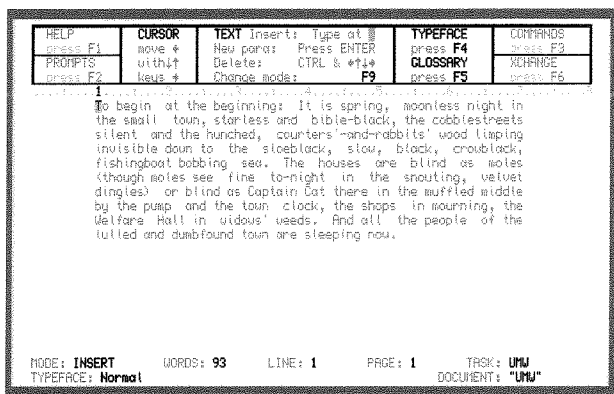 HELP CURSOR TEXT Insert: Type at TYPEFACE COMMANDS
press F1 move New para: Press ENTER press F4 press F3
PROMPTS with↓↑ Delete: CTRL & GLOSSARY XCHANGE
press F2 keys Change mode: F9 press F5 press F6
1
To begin at the beginning: It is spring, moonless night in
the small town, starless and bible-black, the cobblestreets
silent and the hunched, courters'-and-rabbits' wood limping
invisible down to the sloeblack, slow, black, crowblack,
fishingboat bobbing sea. The houses are blind as moles
(though moles see fine to-night in the snouting, velvet
dingles) or blind as Captain Cat there in the muffled middle
by the pump and the town clock, the shops in mourning, the
Welfare Hall in widows' weeds. And all the people of the
lulled and dumbfound town are sleeping now.
MODE: INSERT WORDS: 93 LINE: 1 PAGE: 1 TASK: UMW
TYPEFACE: Normal DOCUMENT: "UMW"